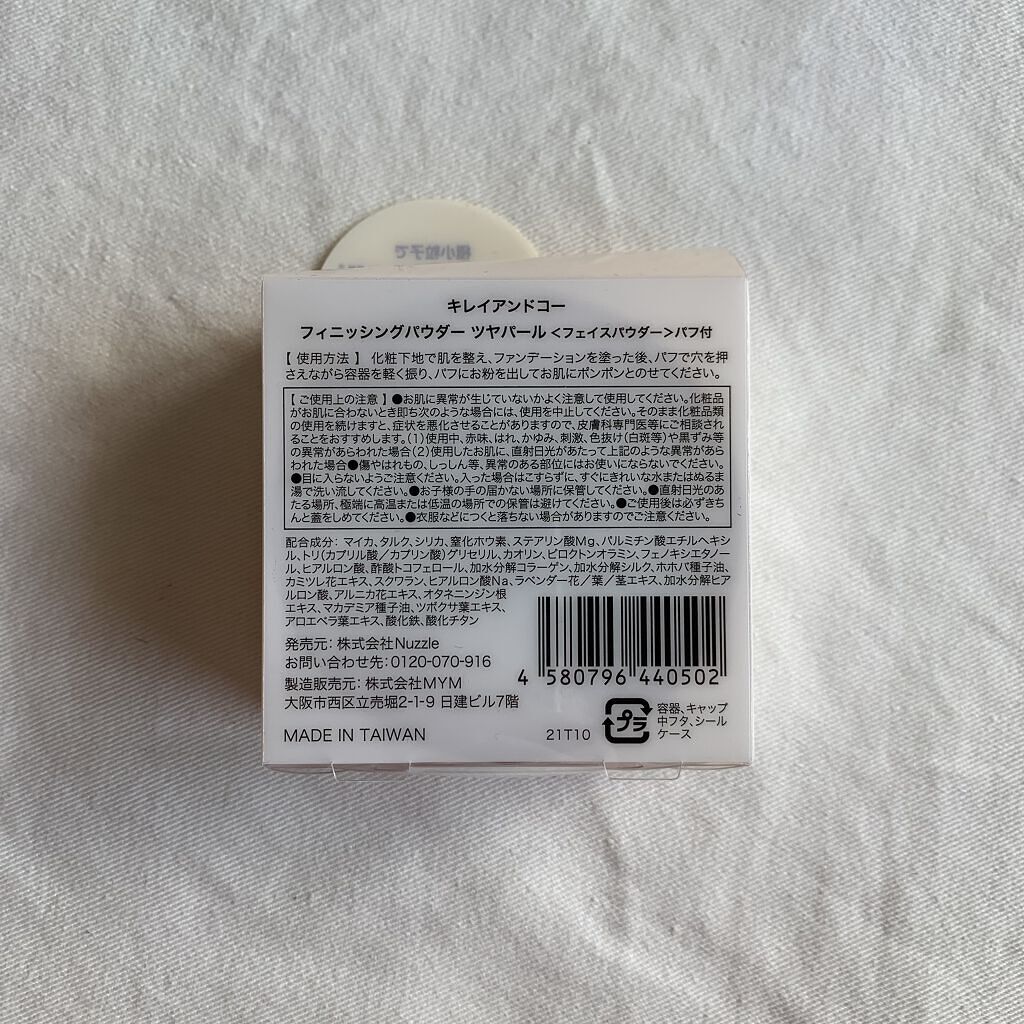 極小粒子で
キレイアンドコー
フィニッシングパウダー ツヤパール <フェイスパウダー>パフ付
【 使用方法 】 化粧下地で肌を整え、ファンデーションを塗った後、パフで穴を押
さえながら容器を軽く振り、パフにお粉を出してお肌にポンポンとのせてください。
【 ご使用上の注意 】●お肌に異常が生じていないかよく注意して使用してください。化粧品
がお肌に合わないとき即ち次のような場合には、使用を中止してください。そのまま化粧品類
の使用を続けますと、症状を悪化させることがありますので、皮膚科専門医等にご相談され
ることをおすすめします。(1)使用中、赤味、はれ、かゆみ、刺激、色抜け(白斑等)や黒ずみ等
の異常があらわれた場合(2)使用したお肌に、直射日光があたって上記のような異常があら
われた場合●傷やはれもの、しっしん等、異常のある部位にはお使いにならないでください。
●目に入らないようご注意ください。入った場合はこすらずに、すぐにきれいな水またはぬるま
湯で洗い流してください。●お子様の手の届かない場所に保管してください。●直射日光のあ
たる場所、極端に高温または低温の場所での保管は避けてください。●ご使用後は必ずきち
んと蓋をしめてください。●衣服などにつくと落ちない場合がありますのでご注意ください。
配合成分: マイカ、タルク、シリカ、窒化ホウ素、ステアリン酸Mg、パルミチン酸エチルヘキシ
ル、トリ(カプリル酸/カプリン酸)グリセリル、カオリン、ピロクトンオラミン、フェノキシエタノー
ル、ヒアルロン酸、酢酸トコフェロール、加水分解コラーゲン、加水分解シルク、ホホバ種子油、
カミツレ花エキス、スクワラン、ヒアルロン酸Na、ラベンダー花/葉/茎エキス、加水分解ヒア
ルロン酸、アルニカ花エキス、オタネニンジン根
エキス、マカデミア種子油、ツボクサ葉エキス、
アロエベラ葉エキス、酸化鉄、酸化チタン
発売元: 株式会社Nuzzle
お問い合わせ先:0120-070-916
製造販売元: 株式会社MYM
大阪市西区立売堀2-1-9 日建ビル7階
4 580796 440502
MADE IN TAIWAN
21T10
プラ
容器、キャップ
中フタ、シール
ケース